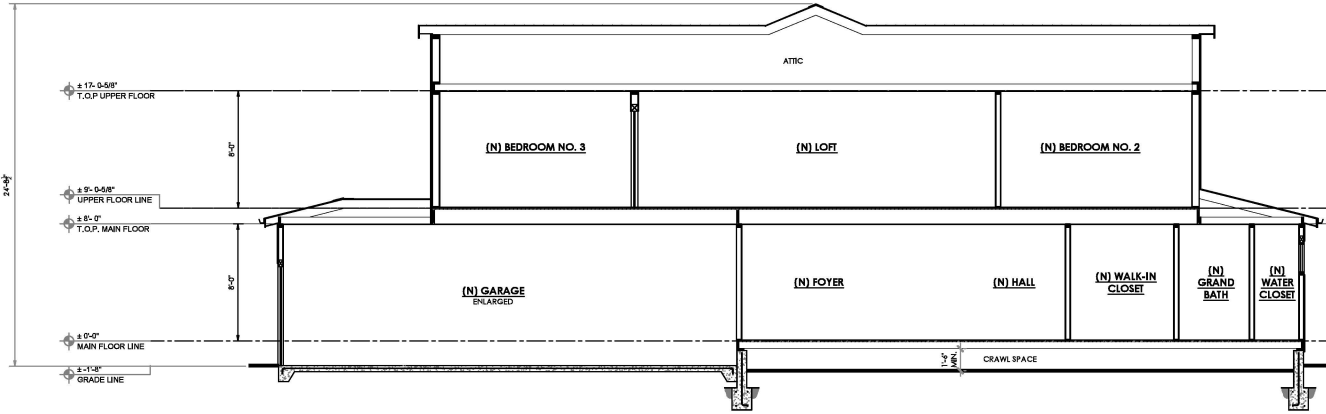 ATTIC
± 17- 0-5/8"
T.O.P UPPER FLOOR
8'-0"
(N) BEDROOM NO. 3
(N) LOFT
(N) BEDROOM NO. 2
24'-8½"
± 9'- 0-5/8"
UPPER FLOOR LINE
± 8'- 0"
T.O.P. MAIN FLOOR
8'-0"
(N) GARAGE
ENLARGED
(N) FOYER
(N) HALL
(N) WALK-IN
CLOSET
(N)
GRAND
BATH
(N)
WATER
CLOSET
± 0'-0"
MAIN FLOOR LINE
1'-6"
MIN.
CRAWL SPACE
± -1'-8"
GRADE LINE